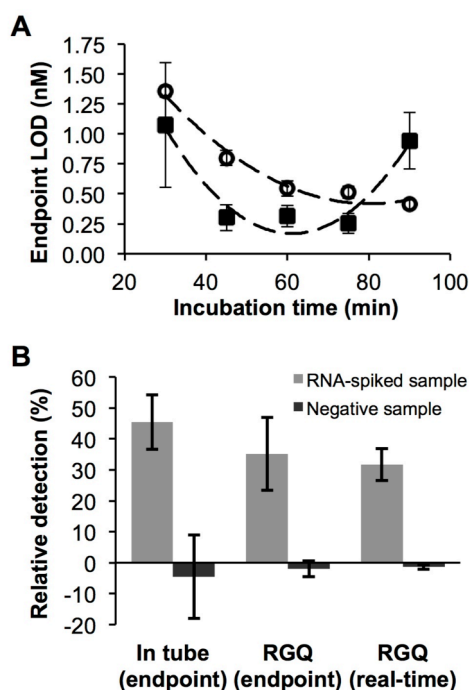 A
Endpoint LOD (nM)
1.75
1.50
1.25
1.00
0.75
0.50
0.25
0.00
20
40
60
80
100
Incubation time (min)
B
Relative detection (%)
60
50
40
30
20
10
0
-10
-20
RNA-spiked sample
Negative sample
In tube
(endpoint)
RGQ
(endpoint)
RGQ
(real-time)